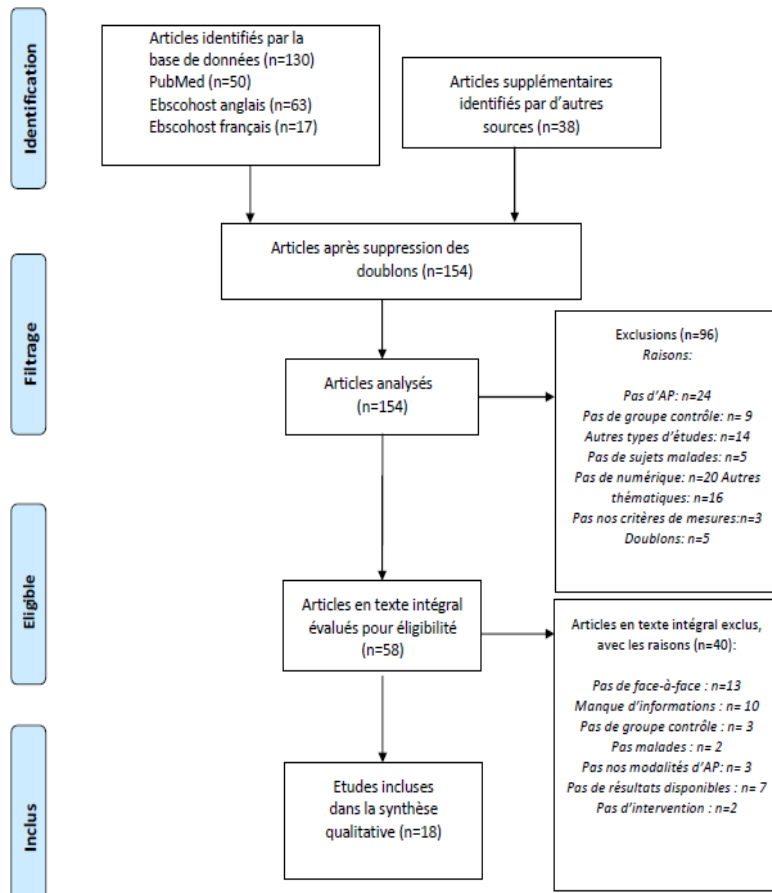 Identification
Articles identifiés par la
base de données (n=130)
PubMed (n=50)
Ebscohost anglais (n=63)
Ebscohost français (n=17)
Articles supplémentaires
identifiés par d'autres
sources (n=38)
Articles après suppression des
doublons (n=154)
Filtrage
Articles analysés
(n=154)
Exclusions (n=96)
Raisons:
Pas d'AP: n=24
Pas de groupe contrôle: n= 9
Autres types d'études: n=14
Pas de sujets malades: n=5
Pas de numérique: n=20 Autres
thématiques: n=16
Pas nos critères de mesures:n=3
Doublons: n=5
Eligible
Articles en texte intégral
évalués pour éligibilité
(n=58)
Articles en texte intégral exclus,
avec les raisons (n=40):
Pas de face-à-face : n=13
Manque d'informations : n= 10
Pas de groupe contrôle : n= 3
Pas malades : n= 2
Pas nos modalités d'AP: n= 3
Pas de résultats disponibles : n= 7
Pas d'intervention : n=2
Inclus
Etudes incluses
dans la synthèse
qualitative (n=18)